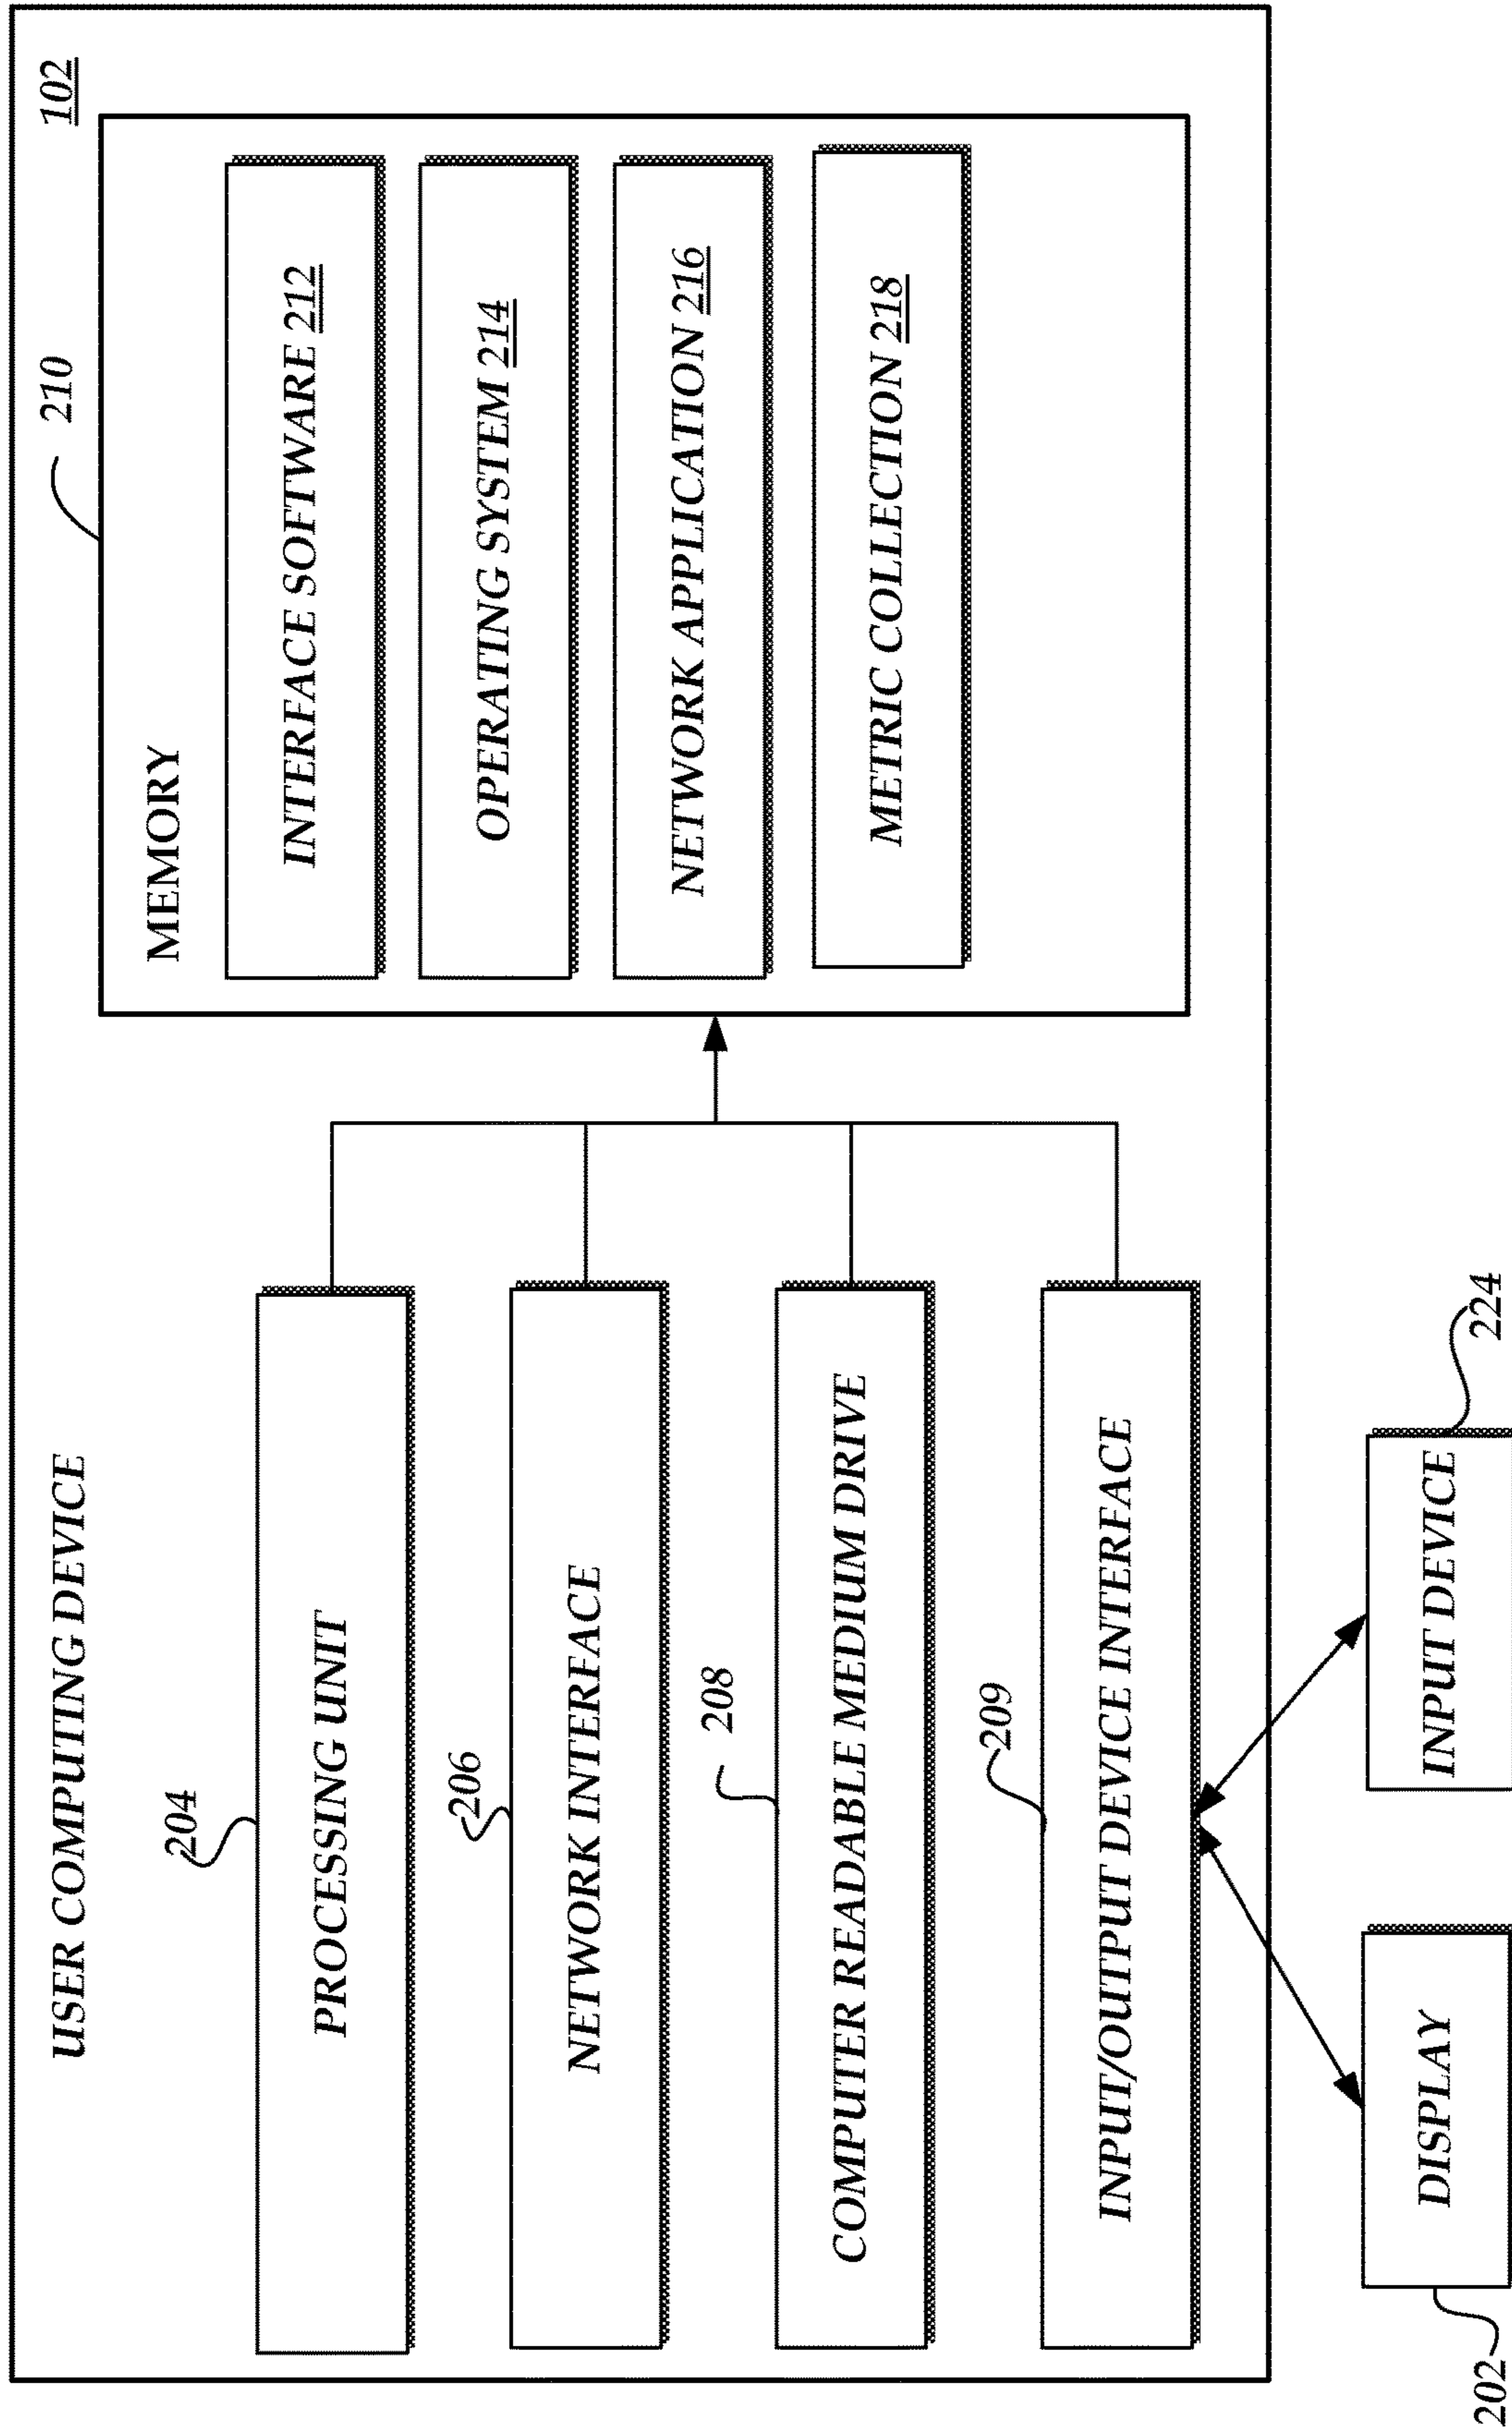 USER COMPUTING DEVICE
102
204
PROCESSING UNIT
206
NETWORK INTERFACE
208
COMPUTER READABLE MEDIUM DRIVE
209
INPUT/OUTPUT DEVICE INTERFACE
210
MEMORY
INTERFACE SOFTWARE 212
OPERATING SYSTEM 214
NETWORK APPLICATION 216
METRIC COLLECTION 218
202
DISPLAY
INPUT DEVICE
224